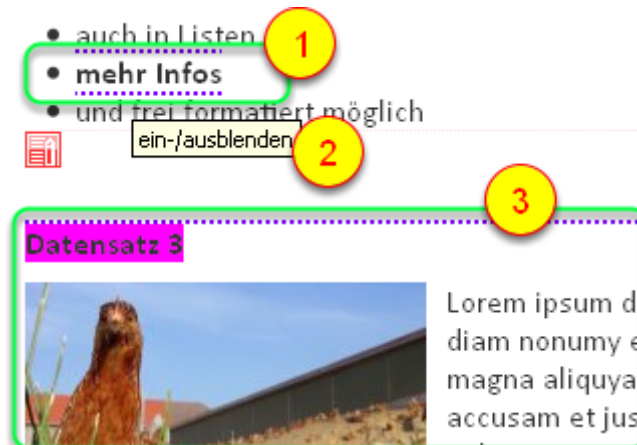 auch in Listen
1
mehr Infos
und frei formatiert möglich
ein-/ausblenden
2
3
Datensatz 3
Lorem ipsum d
diam nonumy e
magna aliquya
accusam et jus